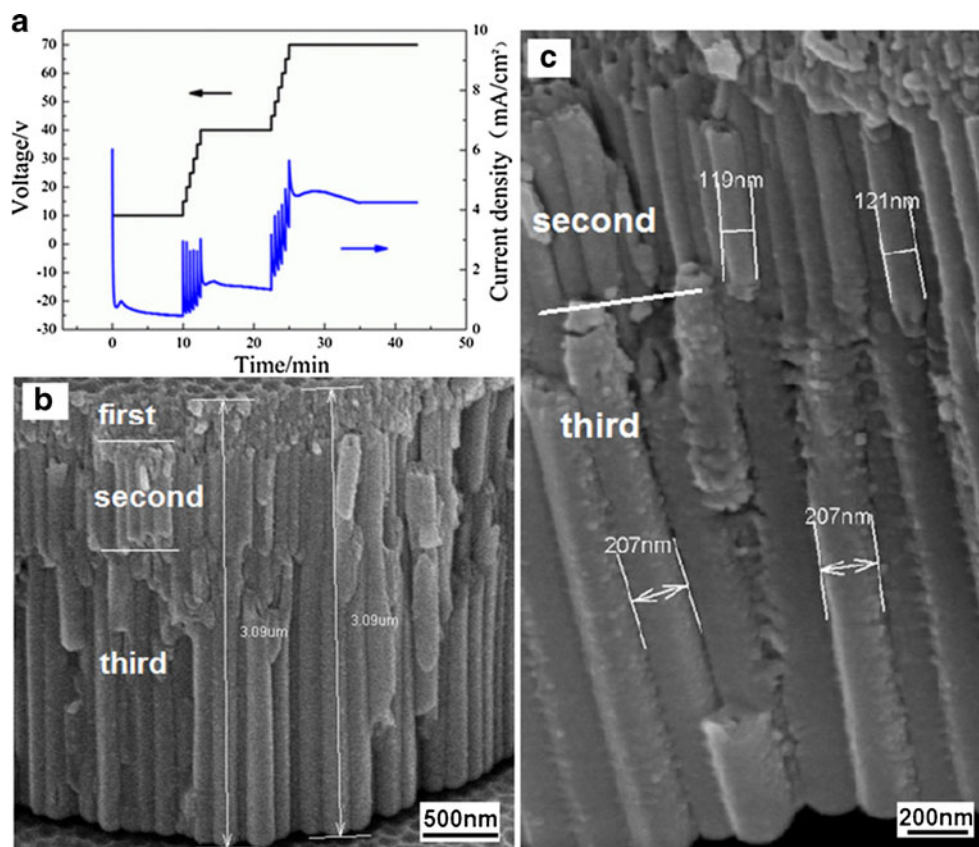 a
Voltage/v
70
60
50
40
30
20
10
0
-10
-20
-30
0
10
20
30
40
50
Time/min
10
8
6
4
2
0
Current density (mA/cm²)
b
first
second
third
3.09um
3.09um
500nm
c
second
third
119nm
121nm
207nm
207nm
200nm